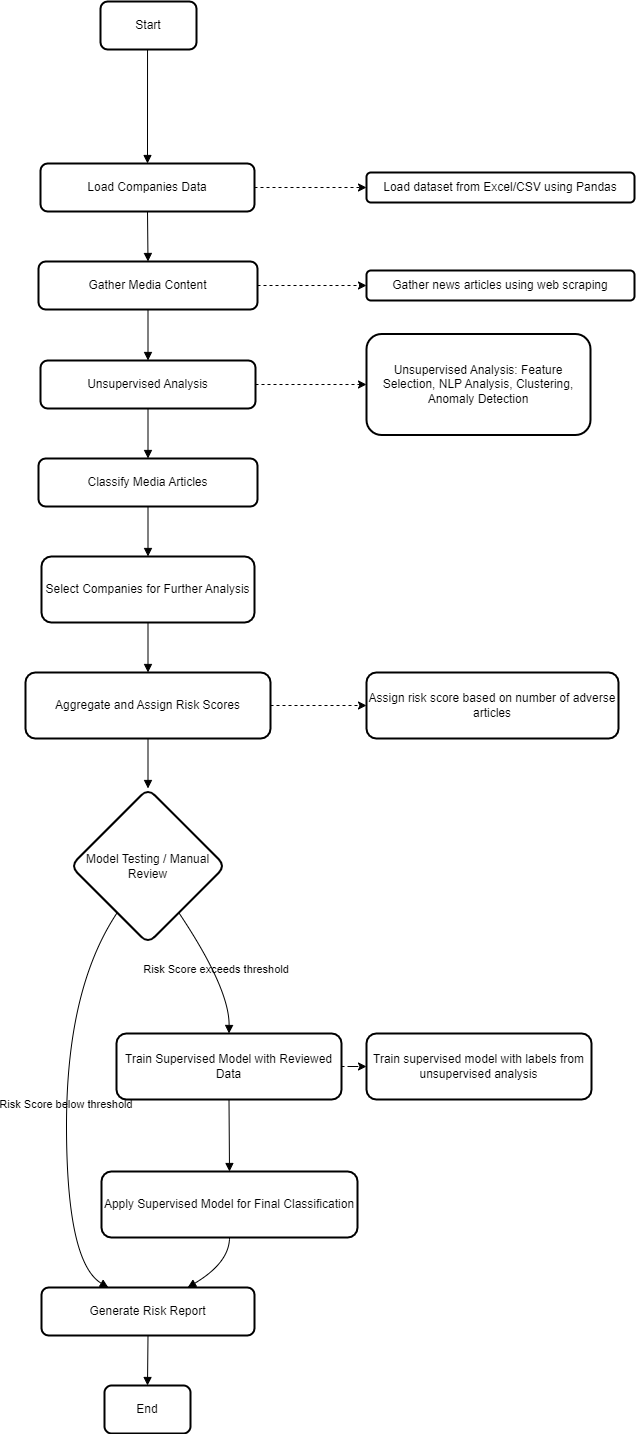 Start
Load Companies Data
Load dataset from Excel/CSV using Pandas
Gather Media Content
Gather news articles using web scraping
Unsupervised Analysis
Unsupervised Analysis: Feature
Selection, NLP Analysis, Clustering,
Anomaly Detection
Classify Media Articles
Select Companies for Further Analysis
Aggregate and Assign Risk Scores
Assign risk score based on number of adverse
articles
Model Testing / Manual
Review
Risk Score exceeds threshold
Train Supervised Model with Reviewed
Data
Train supervised model with labels from
unsupervised analysis
Risk Score below threshold
Apply Supervised Model for Final Classification
Generate Risk Report
End